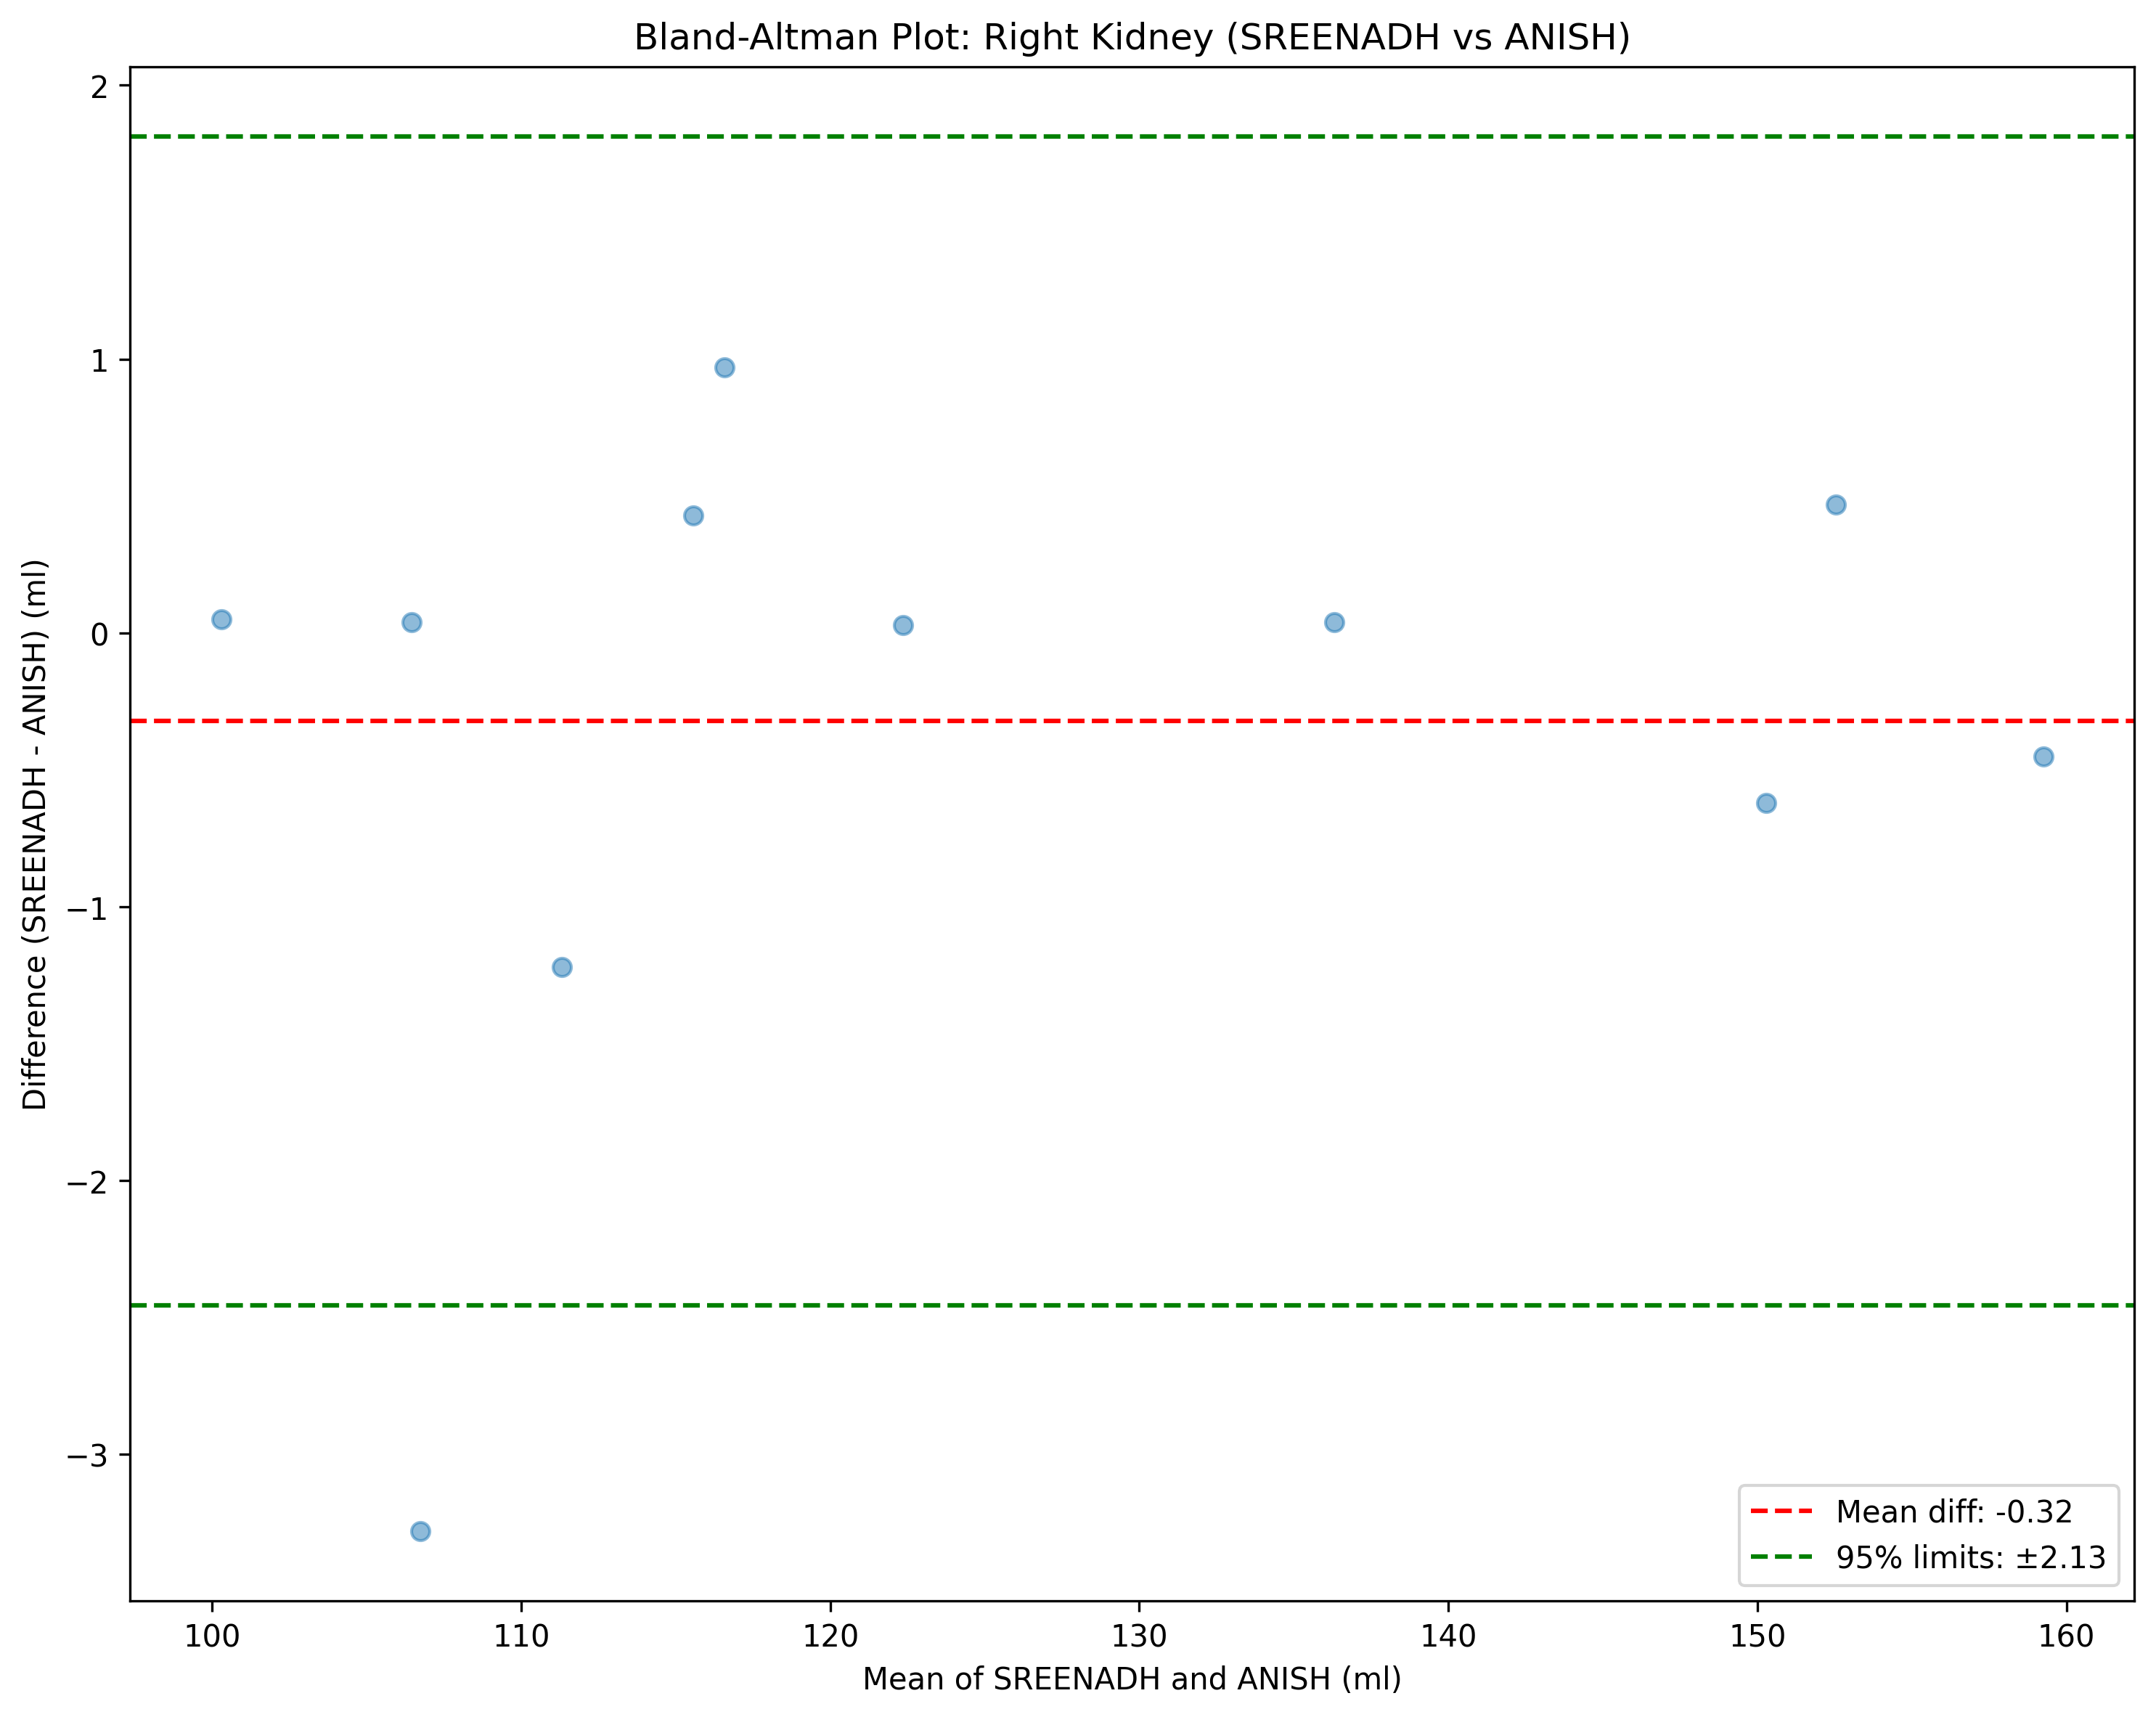 Bland-Altman Plot: Right Kidney (SREENADH vs ANISH)
Difference (SREENADH - ANISH) (ml)
2
1
0
−1
−2
−3
Mean diff: -0.32
95% limits: ±2.13
100 110 120 130 140 150 160
Mean of SREENADH and ANISH (ml)